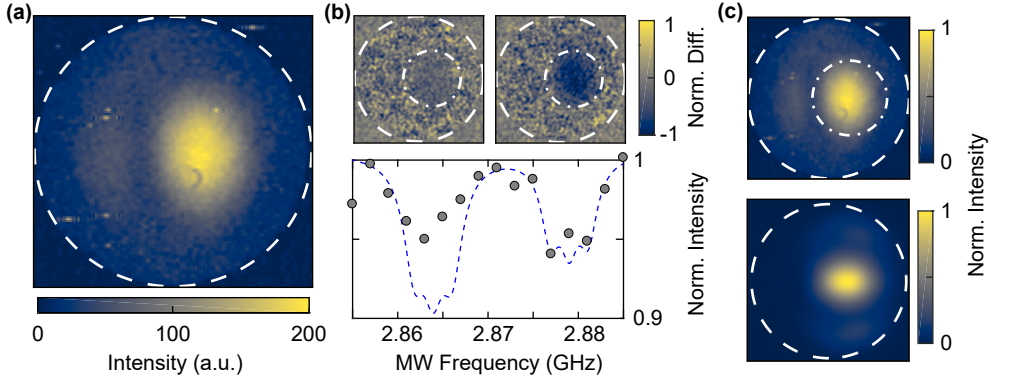 (a)
0
100
200
Intensity (a.u.)
(b)
1
0
-1
Norm. Diff.
1
0.9
Norm. Intensity
2.86
2.87
2.88
MW Frequency (GHz)
(c)
1
0
1
0
Norm. Intensity